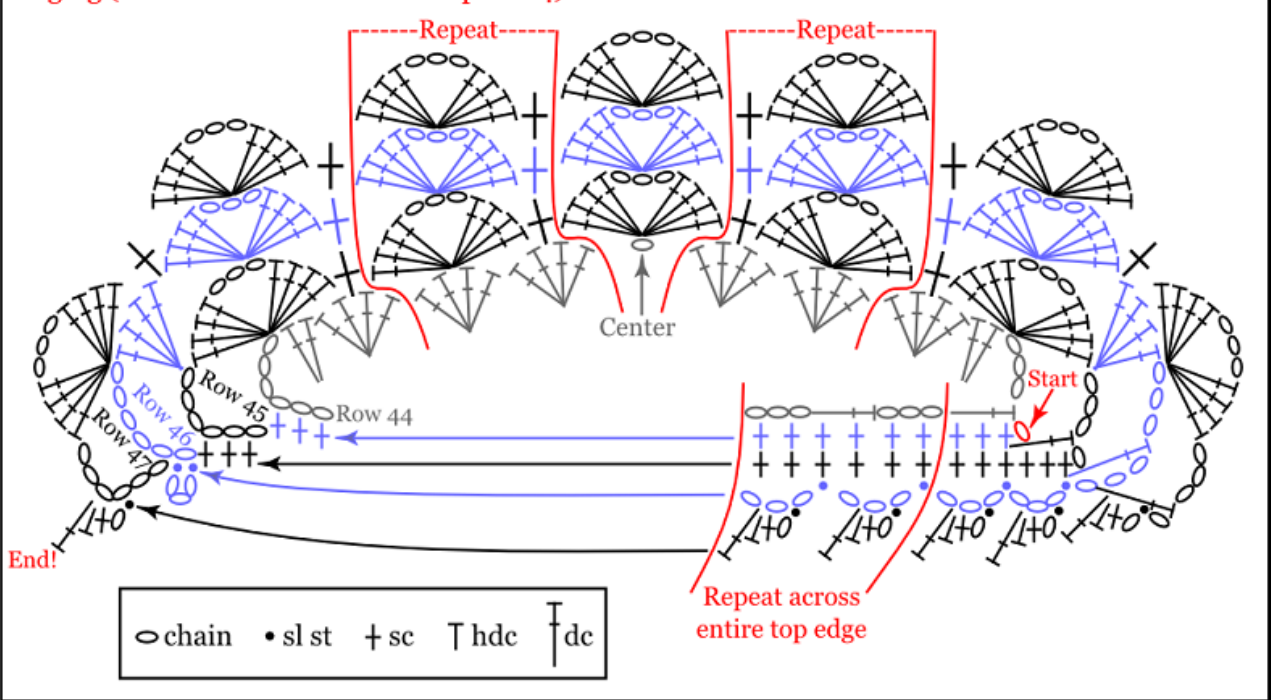 Repeat
Repeat
Center
Row 44
Row 45
Row 46
Row 47
Start
End!
Repeat across
entire top edge
chain
sl st
sc
hdc
dc